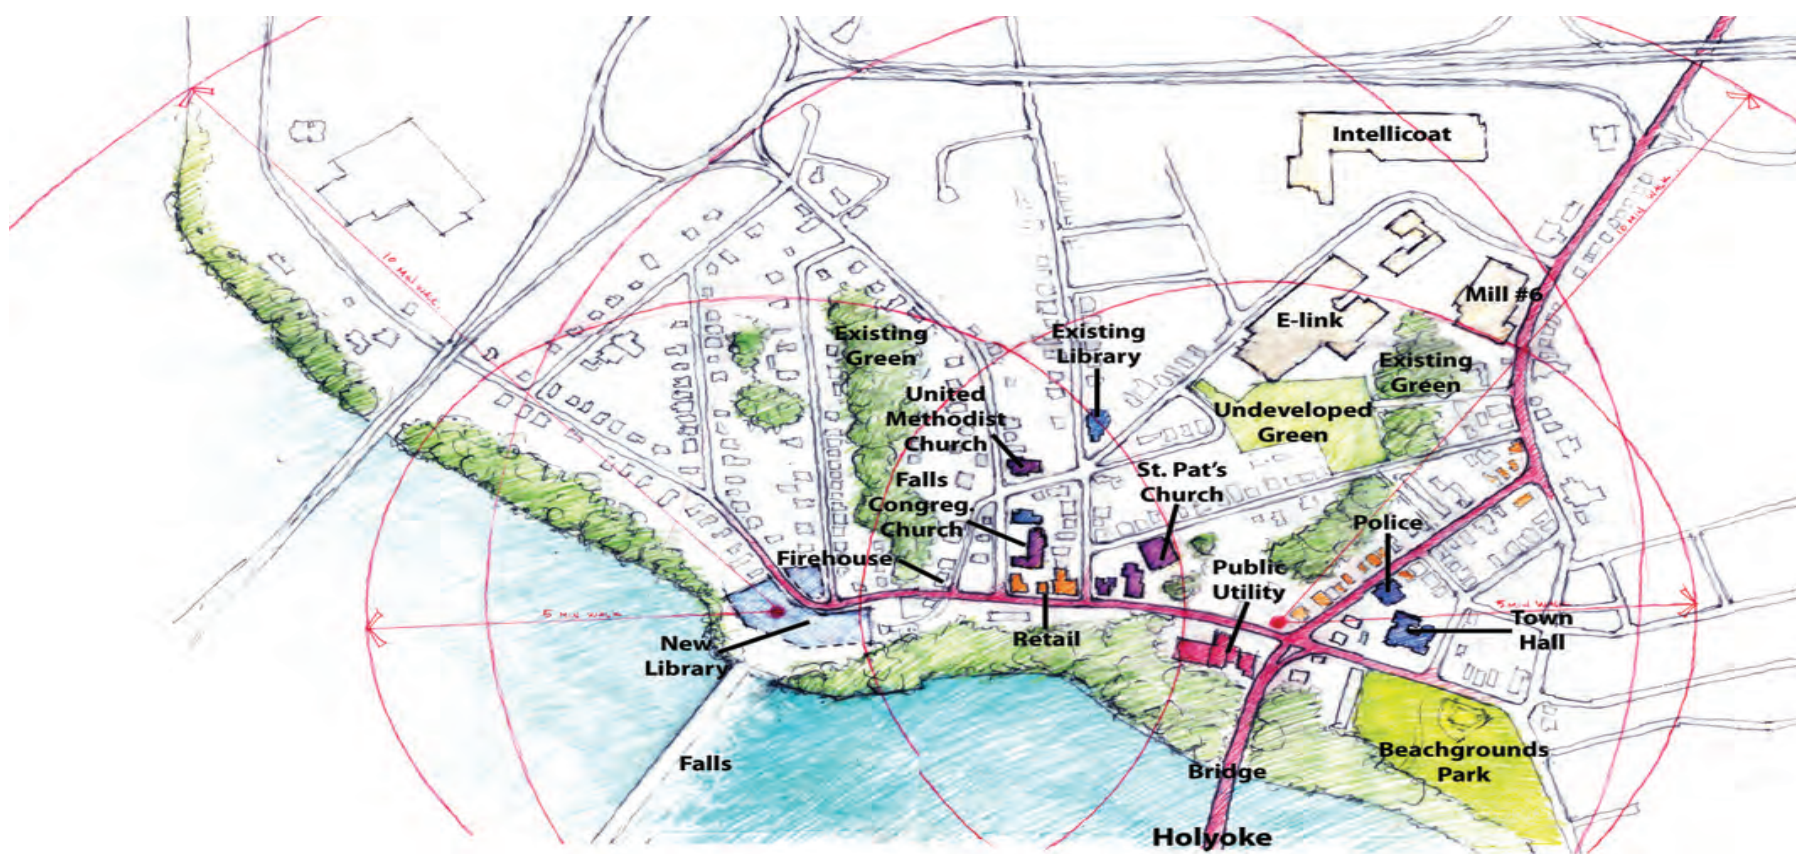 Intellicoat
10 MIN WALK
10 MIN WALK
Mill #6
E-link
Existing
Green
Existing
Library
Existing
Green
United
Methodist
Church
Undeveloped
Green
Falls
Congreg.
Church
St. Pat's
Church
Police
Firehouse
Public
Utility
5 MIN WALK
5 MIN WALK
New
Library
Retail
Town
Hall
Falls
Bridge
Beachgrounds
Park
Holyoke